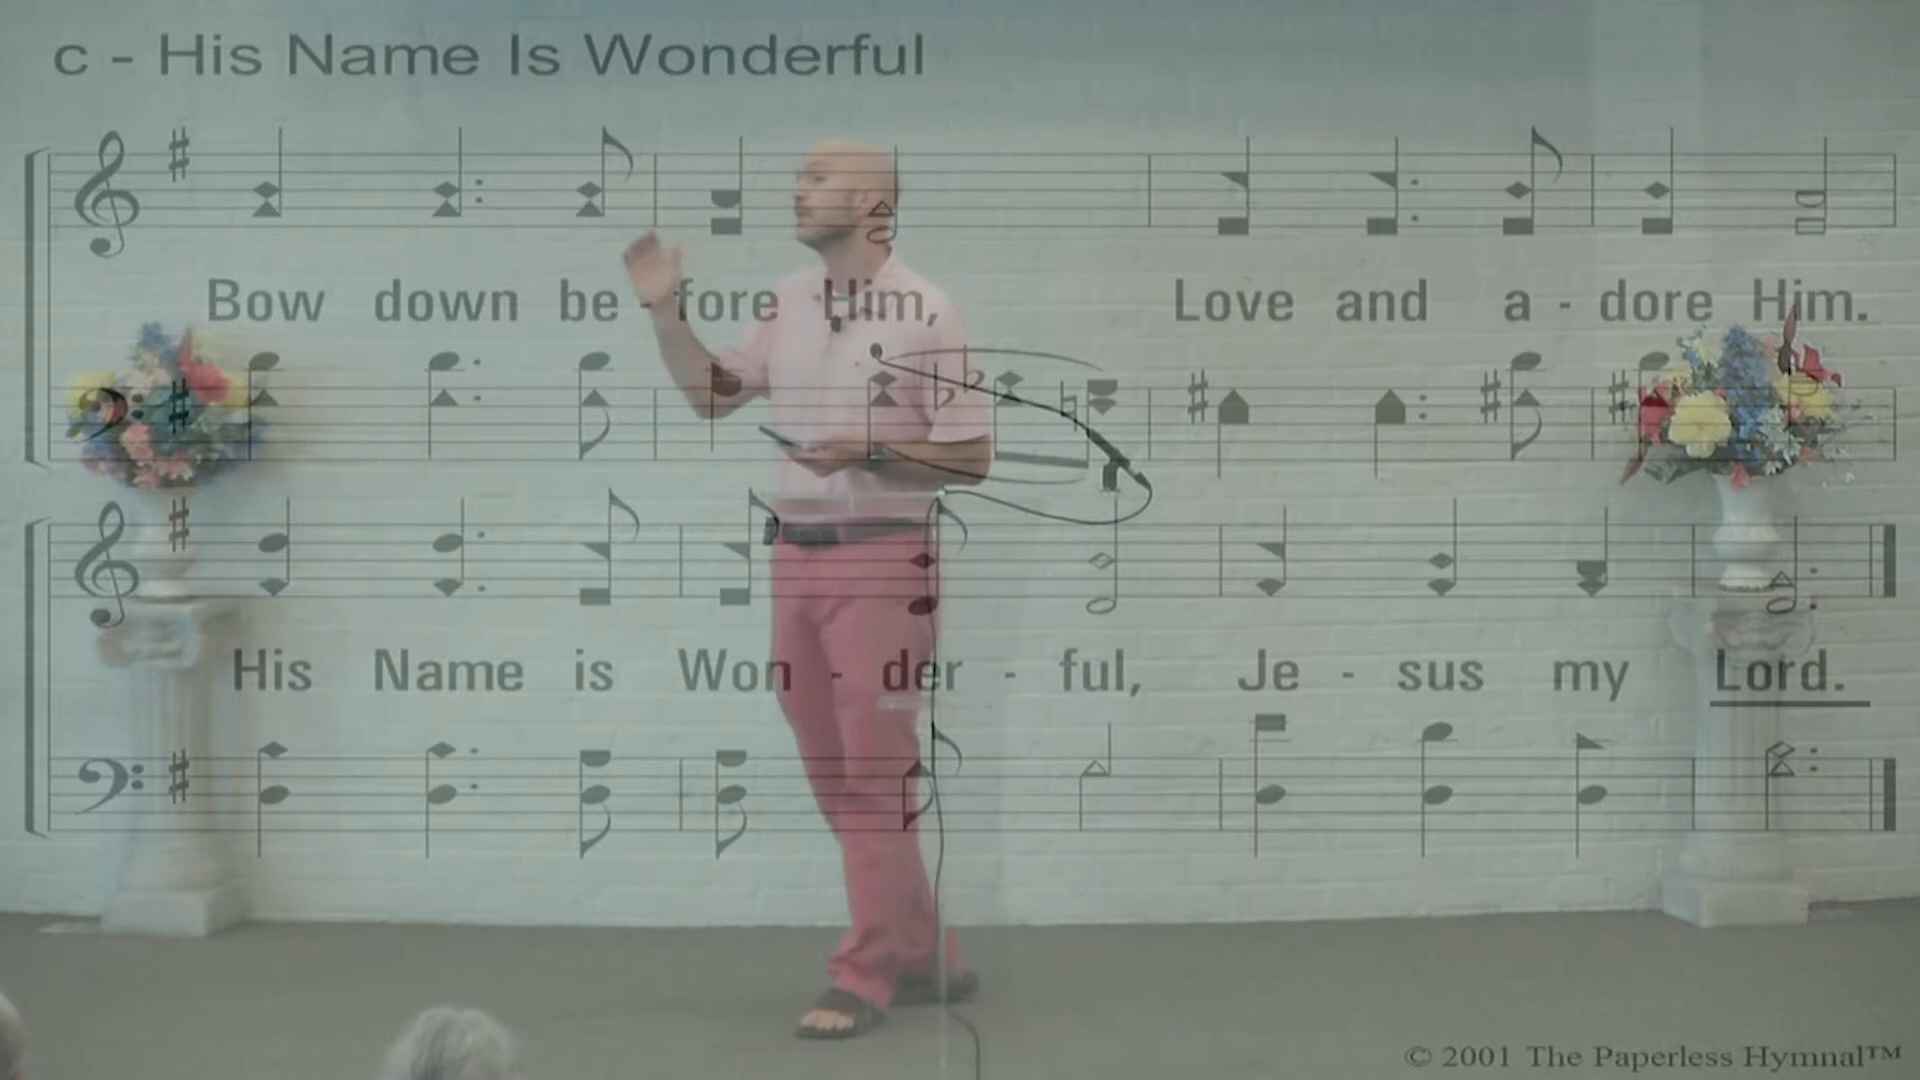 c - His Name Is Wonderful
Bow down be - fore Him, Love and a - dore Him.
His Name is Won - der - ful, Je - sus my Lord.
© 2001 The Paperless Hymnal™